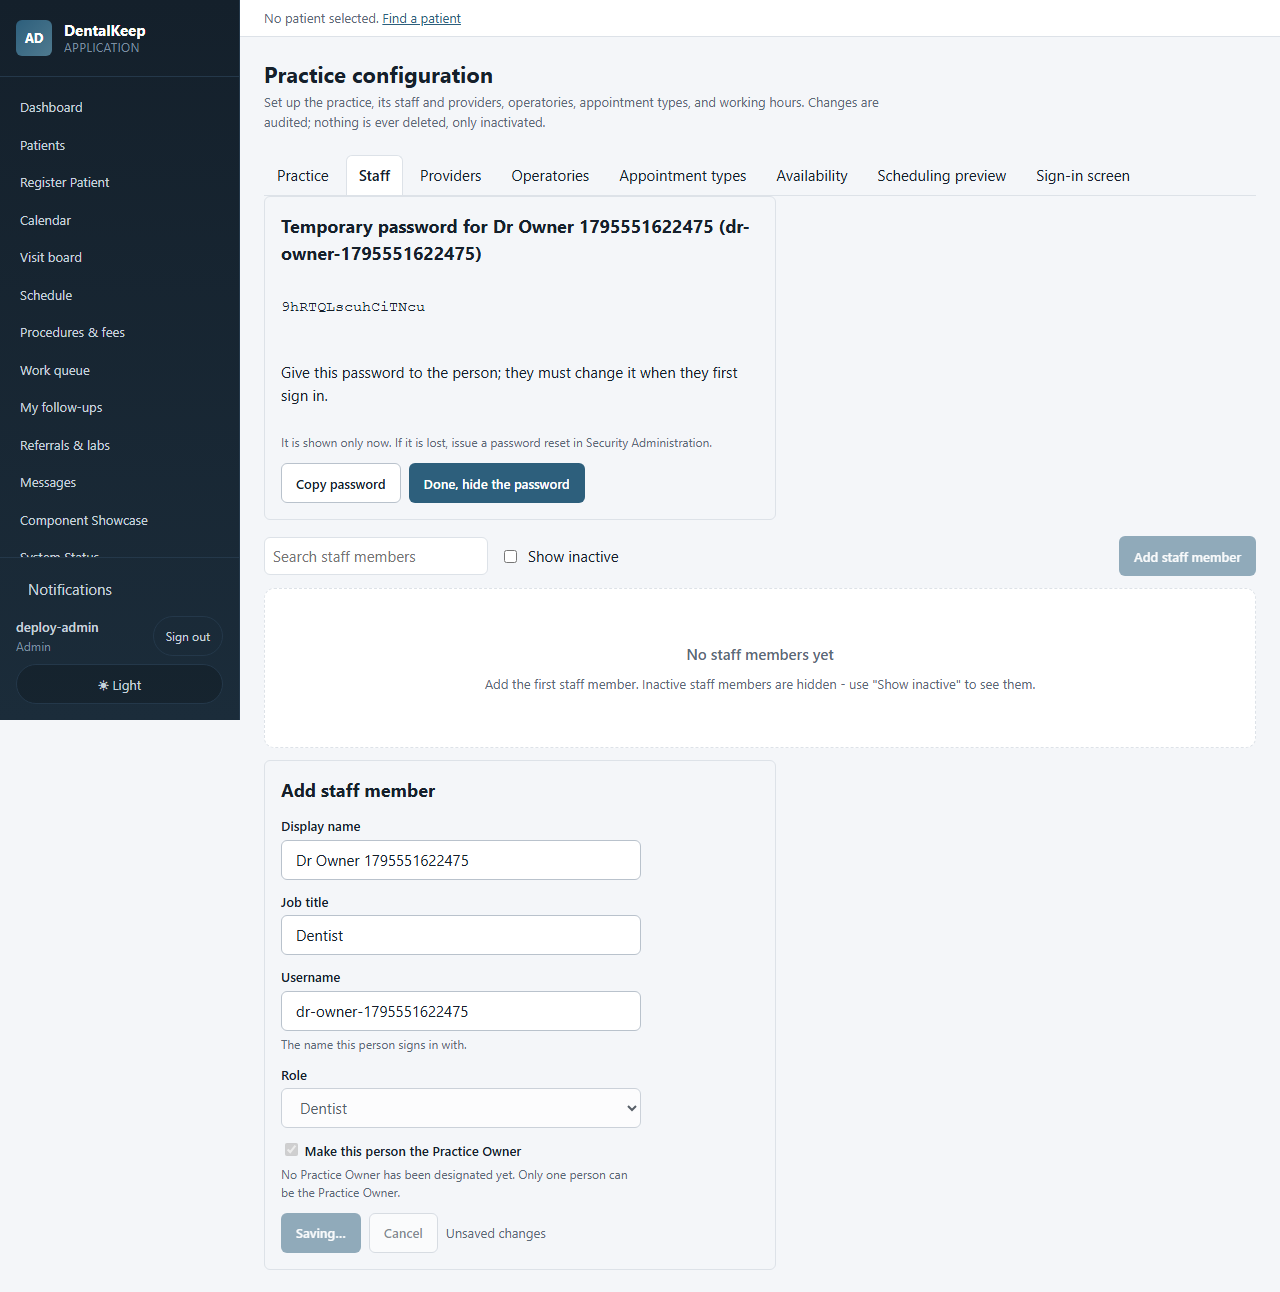 AD
DentalKeep
APPLICATION
Dashboard
Patients
Register Patient
Calendar
Visit board
Schedule
Procedures & fees
Work queue
My follow-ups
Referrals & labs
Messages
Component Showcase
System Status
Notifications
deploy-admin
Admin
Sign out
☀ Light
No patient selected. Find a patient
Practice configuration
Set up the practice, its staff and providers, operatories, appointment types, and working hours. Changes are
audited; nothing is ever deleted, only inactivated.
Practice Staff Providers Operatories Appointment types Availability Scheduling preview Sign-in screen
Temporary password for Dr Owner 1795551622475 (dr-
owner-1795551622475)
9hRTQLscuhCiTNcu
Give this password to the person; they must change it when they first
sign in.
It is shown only now. If it is lost, issue a password reset in Security Administration.
Copy password Done, hide the password
Search staff members Show inactive Add staff member
No staff members yet
Add the first staff member. Inactive staff members are hidden - use "Show inactive" to see them.
Add staff member
Display name
Dr Owner 1795551622475
Job title
Dentist
Username
dr-owner-1795551622475
The name this person signs in with.
Role
Dentist
Make this person the Practice Owner
No Practice Owner has been designated yet. Only one person can
be the Practice Owner.
Saving... Cancel Unsaved changes